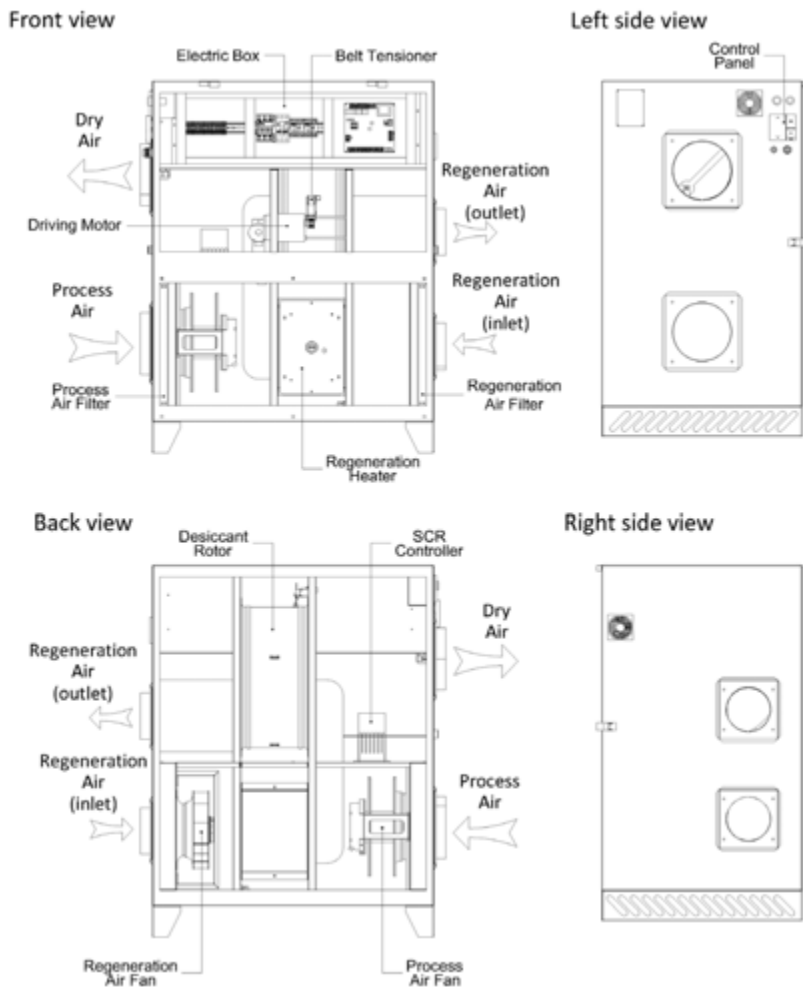 Front view
Left side view
Electric Box
Belt Tensioner
Control
Panel
Dry
Air
Regeneration
Air
(outlet)
Driving Motor
Process
Air
Regeneration
Air
(inlet)
Process
Air Filter
Regeneration
Air Filter
Regeneration
Heater
Back view
Right side view
Desiccant
Rotor
SCR
Controller
Dry
Air
Regeneration
Air
(outlet)
Regeneration
Air
(inlet)
Process
Air
Regeneration
Air Fan
Process
Air Fan